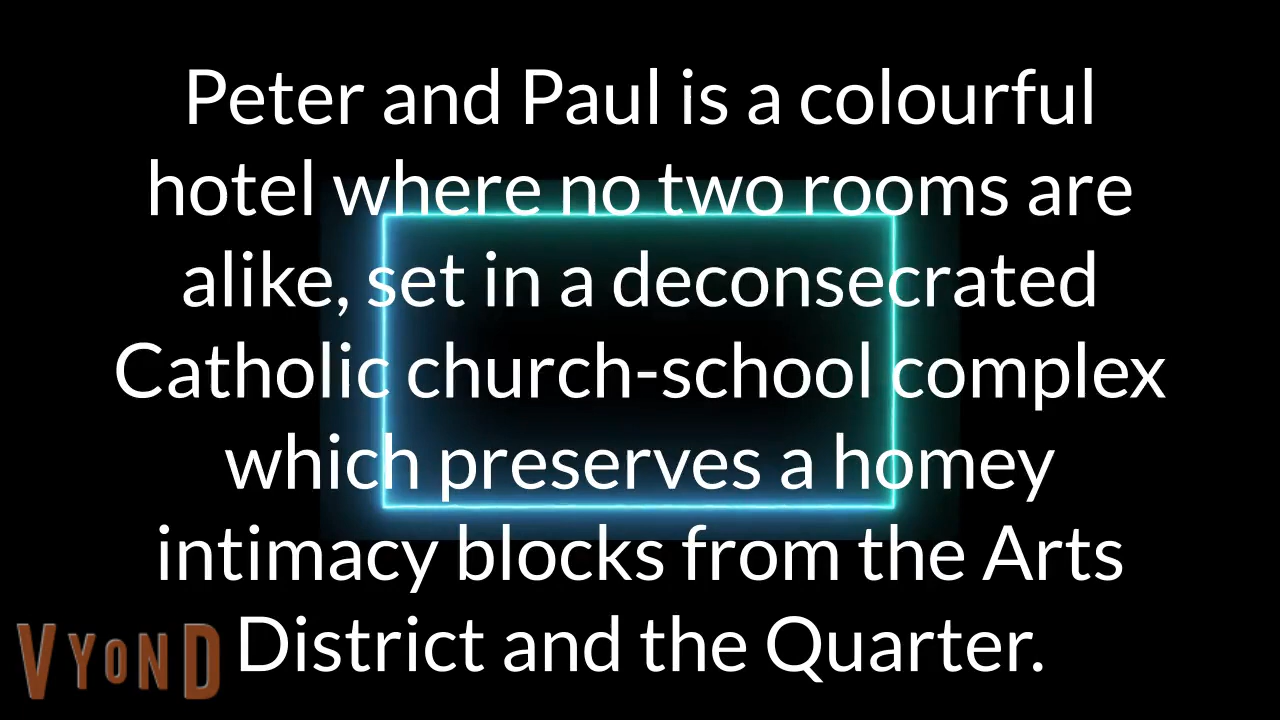 Peter and Paul is a colourful
hotel where no two rooms are
alike, set in a deconsecrated
Catholic church-school complex
which preserves a homey
intimacy blocks from the Arts
District and the Quarter.
VYOND